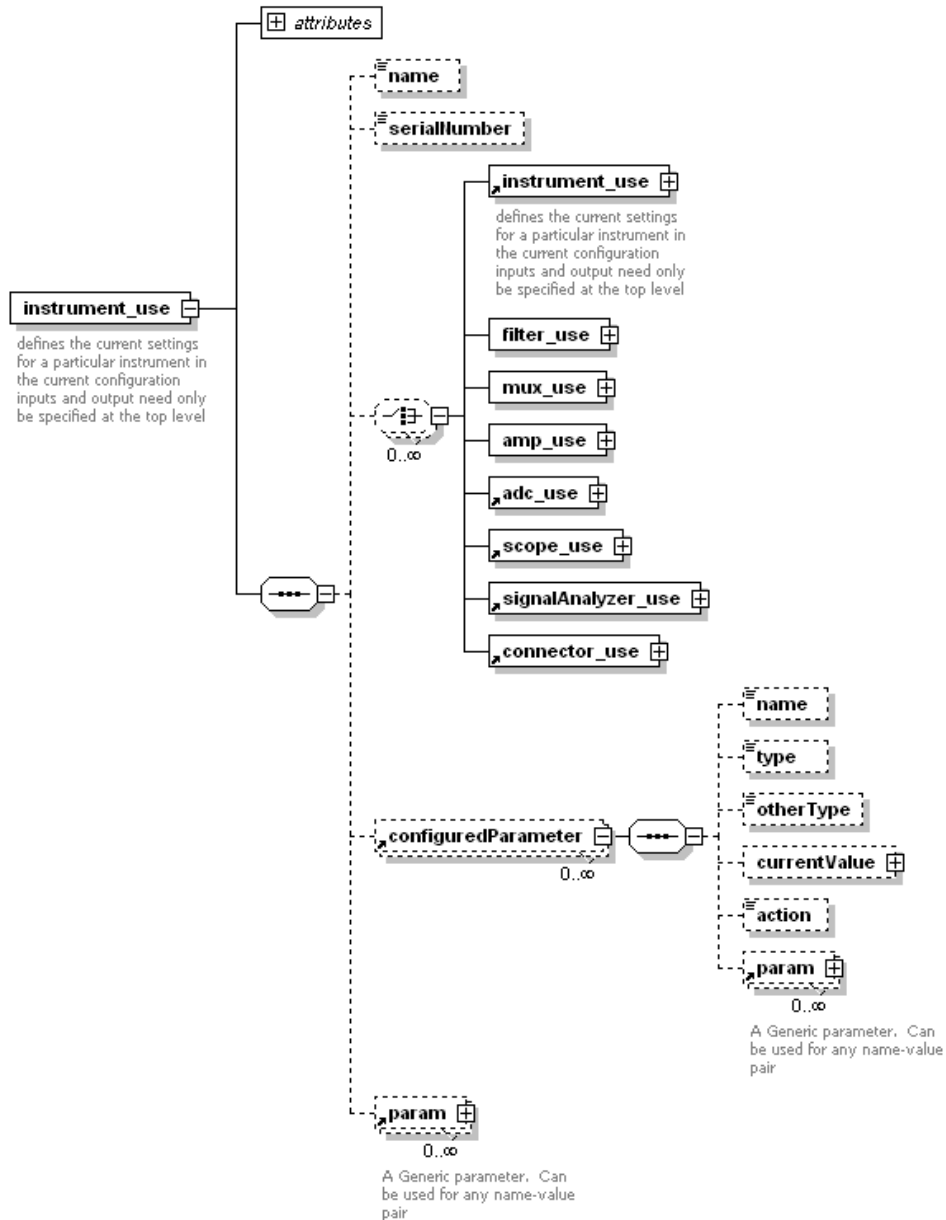 attributes
name
serialNumber
instrument_use
defines the current settings
for a particular instrument in
the current configuration
inputs and output need only
be specified at the top level
instrument_use
defines the current settings
for a particular instrument in
the current configuration
inputs and output need only
be specified at the top level
filter_use
mux_use
0..∞
amp_use
adc_use
scope_use
signalAnalyzer_use
connector_use
name
type
otherType
configuredParameter
0..∞
currentValue
action
param
0..∞
A Generic parameter. Can
be used for any name-value
pair
param
0..∞
A Generic parameter. Can
be used for any name-value
pair